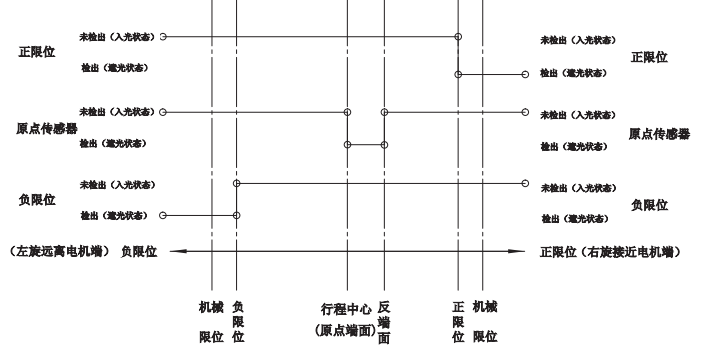 正限位
未检出（入光状态）
检出（遮光状态）
未检出（入光状态）
检出（遮光状态）
正限位
原点传感器
未检出（入光状态）
检出（遮光状态）
未检出（入光状态）
检出（遮光状态）
原点传感器
负限位
未检出（入光状态）
检出（遮光状态）
未检出（入光状态）
检出（遮光状态）
负限位
（左旋远离电机端） 负限位
正限位（右旋接近电机端）
机械
限位
负限位
行程中心
(原点端面)
反端面
正限位
机械
限位